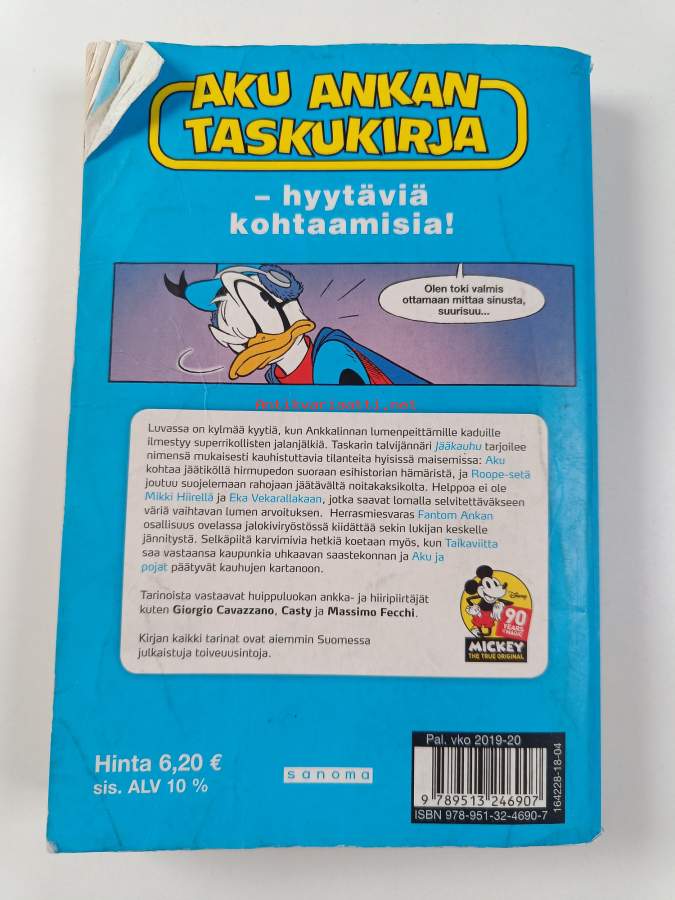 AKU ANKAN
TASKUKIRJA
– hyytäviä
kohtaamisia!
Olen toki valmis
ottamaan mittaa sinusta,
suurisuu...
Antikvariaatti.net
Luvassa on kylmää kyytiä, kun Ankkalinnan lumenpeittämille kaduille
ilmestyy superrikollisten jalanjälkiä. Taskarin talvijännäri Jääkauhu tarjoilee
nimensä mukaisesti kauhistuttavia tilanteita hyisissä maisemissa: Aku
kohtaa jäätiköllä hirmupedon suoraan esihistorian hämäristä, ja Roope-setä
joutuu suojelemaan rahojaan jäätävältä noitakaksikolta. Helppoa ei ole
Mikki Hiirellä ja Eka Vekarallakaan, jotka saavat lomalla selvitettäväkseen
väriä vaihtavan lumen arvoituksen. Herrasmiesvaras Fantom Ankan
osallisuus ovelassa jalokiviryöstössä kiidättää sekin lukijan keskelle
jännitystä. Selkäpiitä karvimivia hetkiä koetaan myös, kun Taikaviitta
saa vastaansa kaupunkia uhkaavan saastekonnan ja Aku ja
pojat päätyvät kauhujen kartanoon.
Tarinoista vastaavat huippuluokan ankka- ja hiiripiirtäjät
kuten Giorgio Cavazzano, Casty ja Massimo Fecchi.
Kirjan kaikki tarinat ovat aiemmin Suomessa
julkaistuja toiveuusintoja.
Disney
90
YEARS
OF MAGIC
MICKEY
THE TRUE ORIGINAL
Hinta 6,20 €
sis. ALV 10 %
sanoma
Pal. vko 2019-20
9 789513 246907
ISBN 978-951-32-4690-7
164228-18-04